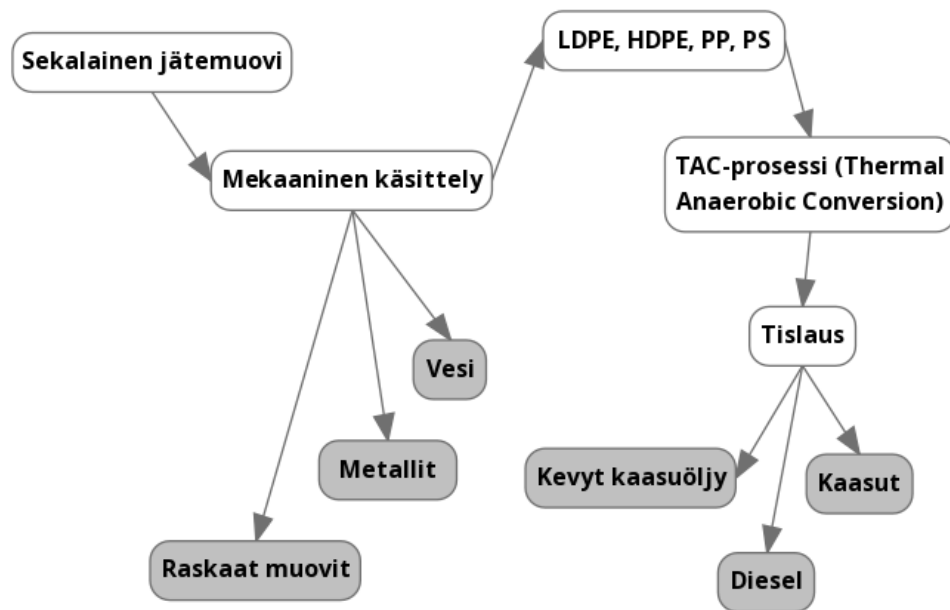 Sekalainen jätemuovi
LDPE, HDPE, PP, PS
Mekaaninen käsittely
TAC-prosessi (Thermal
Anaerobic Conversion)
Tislaus
Vesi
Metallit
Kevyt kaasuöljy
Kaasut
Raskaat muovit
Diesel